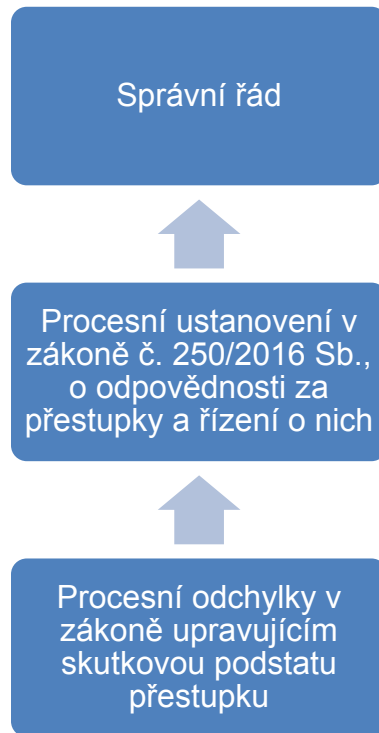 Správní řád
Procesní ustanovení v
zákoně č. 250/2016 Sb.,
o odpovědnosti za
přestupky a řízení o nich
Procesní odchylky v
zákoně upravujícím
skutkovou podstatu
přestupku